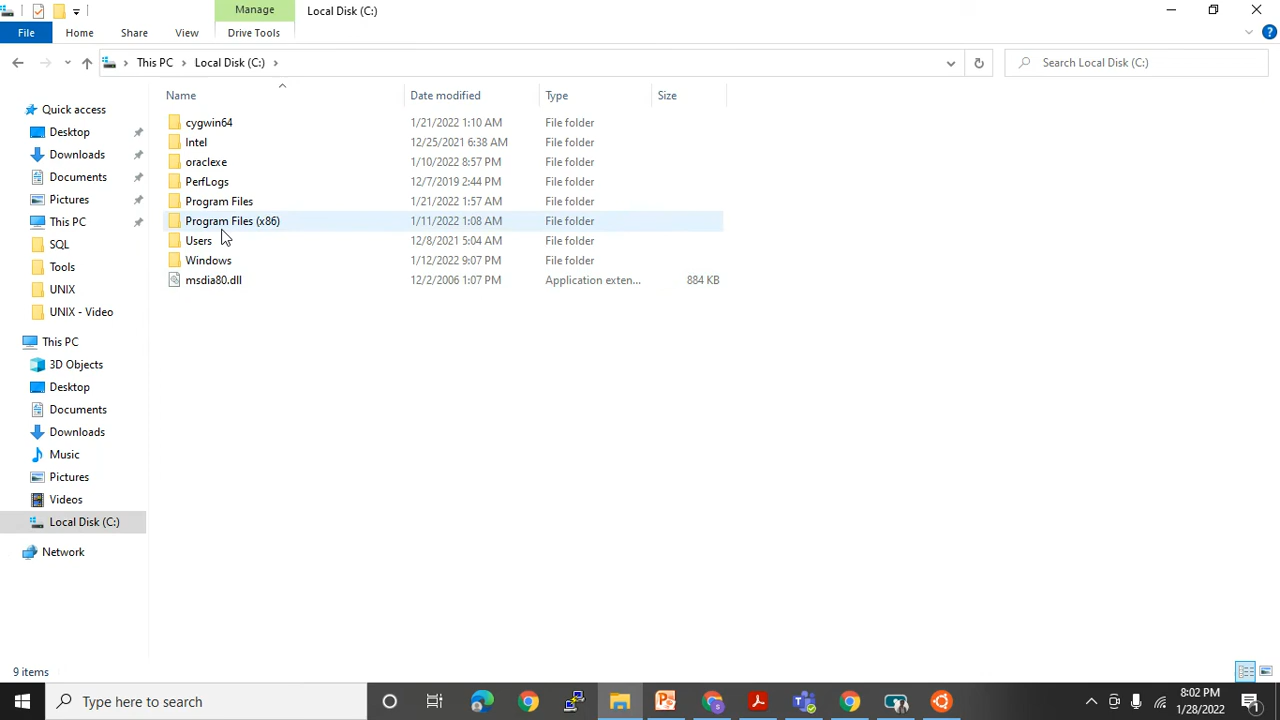 Manage
Local Disk (C:)
File
Home
Share
View
Drive Tools
This PC
Local Disk (C:)
Search Local Disk (C:)
Name
Date modified
Type
Size
cygwin64
1/21/2022 1:10 AM
File folder
Intel
12/25/2021 6:38 AM
File folder
oraclexe
1/10/2022 8:57 PM
File folder
PerfLogs
12/7/2019 2:44 PM
File folder
Program Files
1/21/2022 1:57 AM
File folder
Program Files (x86)
1/11/2022 1:08 AM
File folder
Users
12/8/2021 5:04 AM
File folder
Windows
1/12/2022 9:07 PM
File folder
msdia80.dll
12/2/2006 1:07 PM
Application exten...
884 KB
Quick access
Desktop
Downloads
Documents
Pictures
This PC
SQL
Tools
UNIX
UNIX - Video
This PC
3D Objects
Desktop
Documents
Downloads
Music
Pictures
Videos
Local Disk (C:)
Network
9 items
Type here to search
8:02 PM
1/28/2022